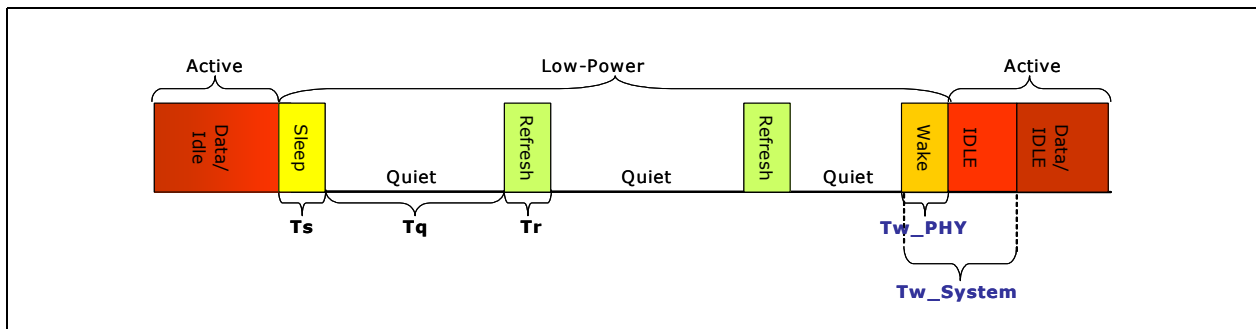 Active
Low-Power
Active
Data/
Idle
Sleep
Refresh
Refresh
Wake
IDLE
Data/
IDLE
Quiet
Quiet
Quiet
Ts
Tq
Tr
Tw_PHY
Tw_System